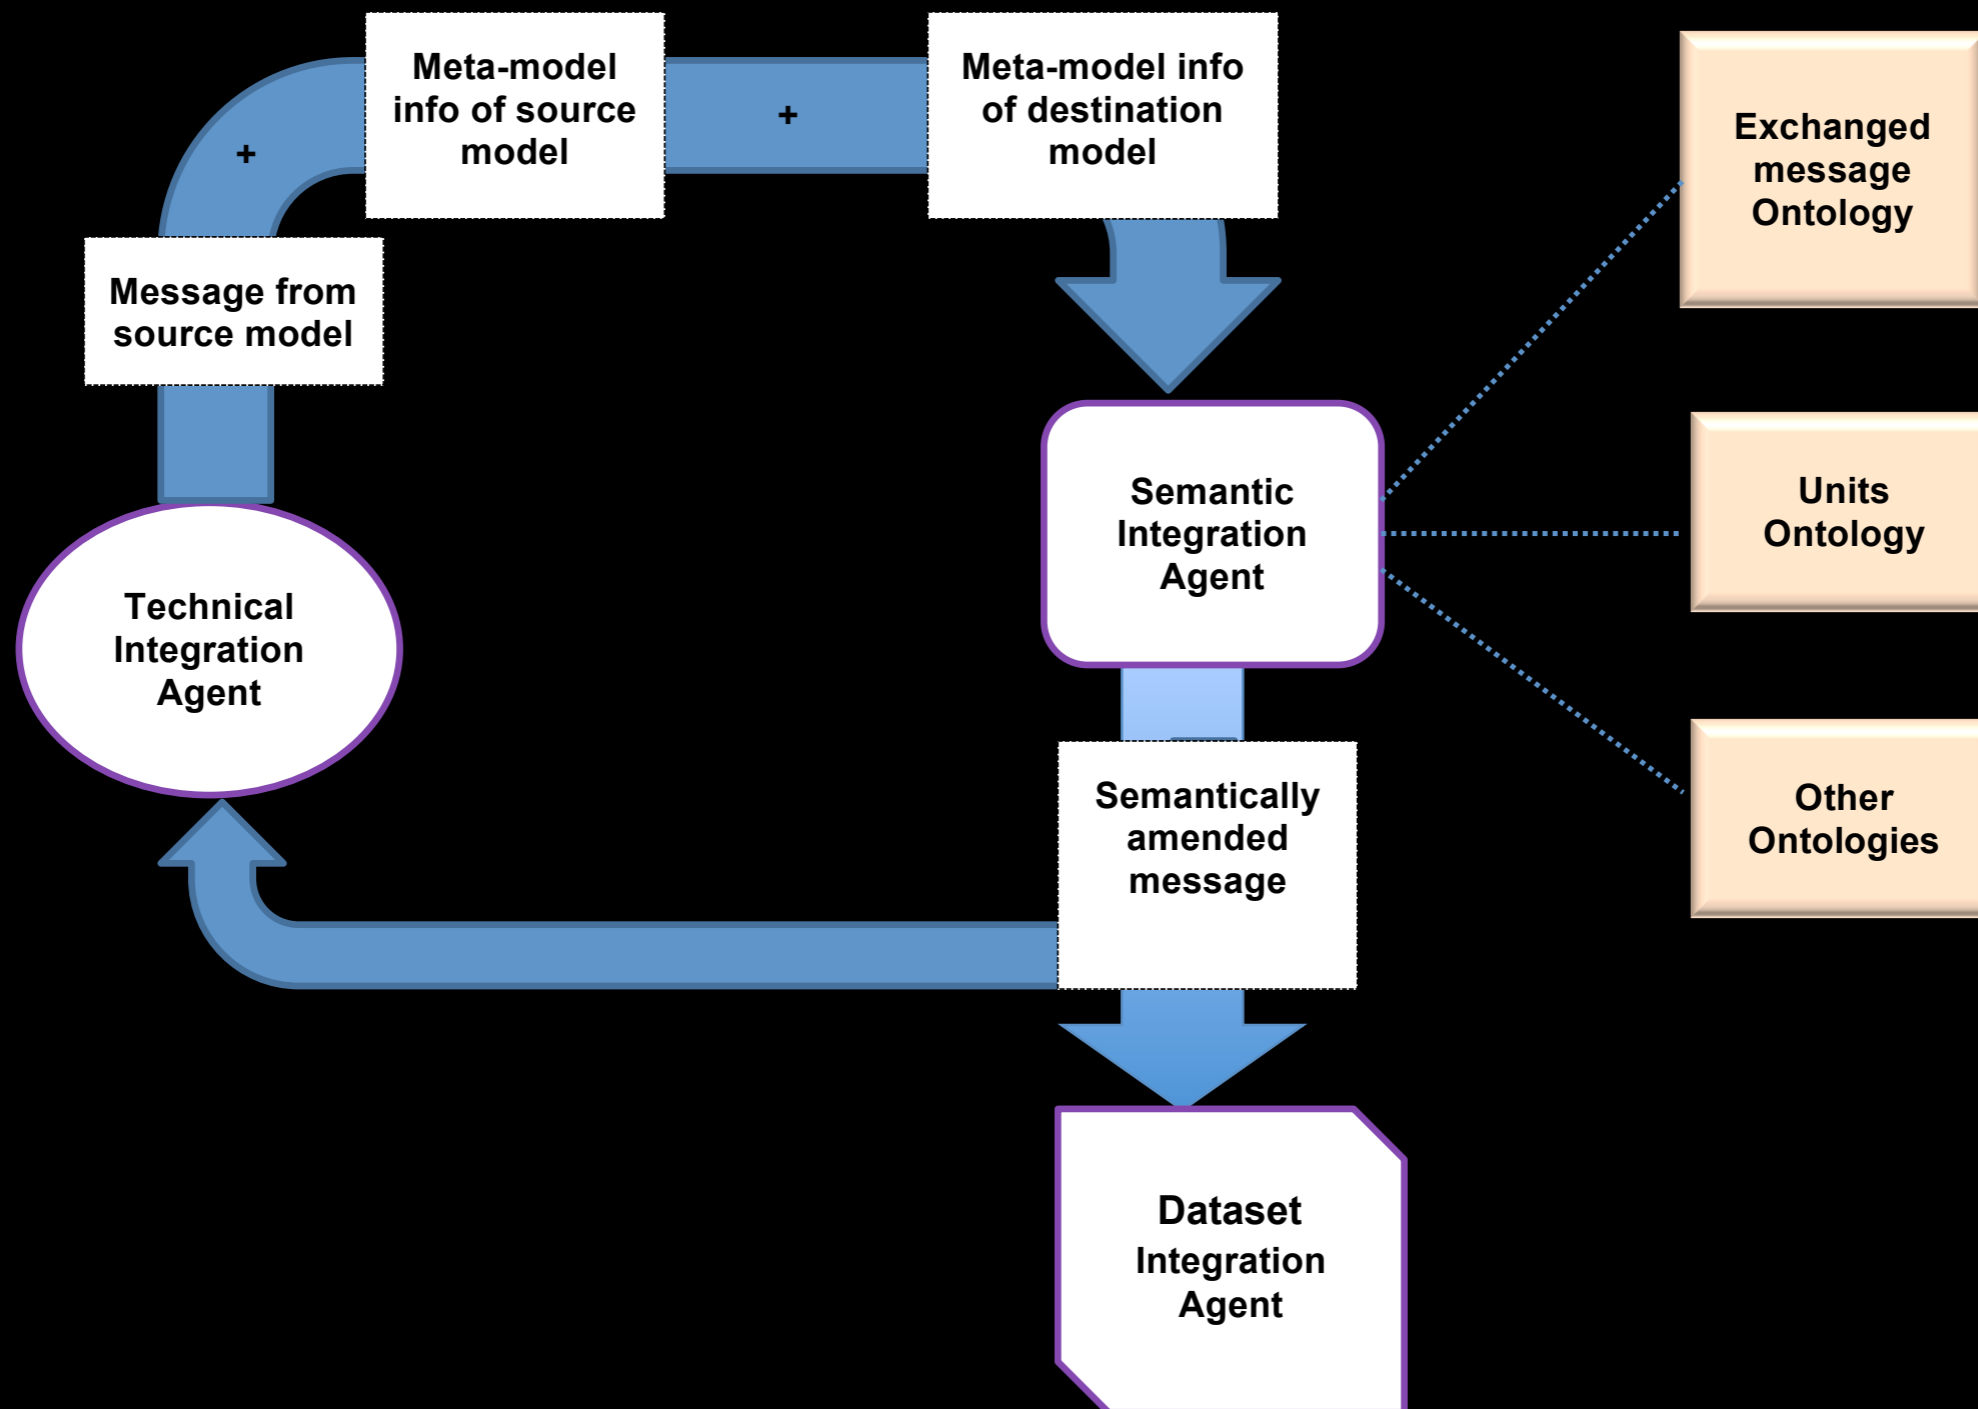 Meta-model
info of source
model
Meta-model info
of destination
model
+
+
Message from
source model
Exchanged
message
Ontology
Semantic
Integration
Agent
Units
Ontology
Technical
Integration
Agent
Semantically
amended
message
Other
Ontologies
Dataset
Integration
Agent